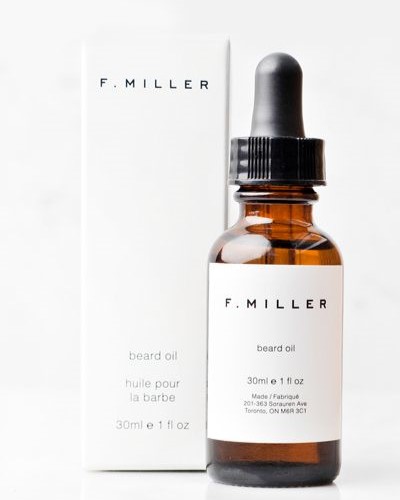 F. MILLER
beard oil
huile pour
la barbe
30ml e 1 fl oz
F. MILLER
beard oil
30ml e 1 fl oz
Made / Fabriqué
201-363 Sorauren Ave
Toronto, ON M6R 3C1